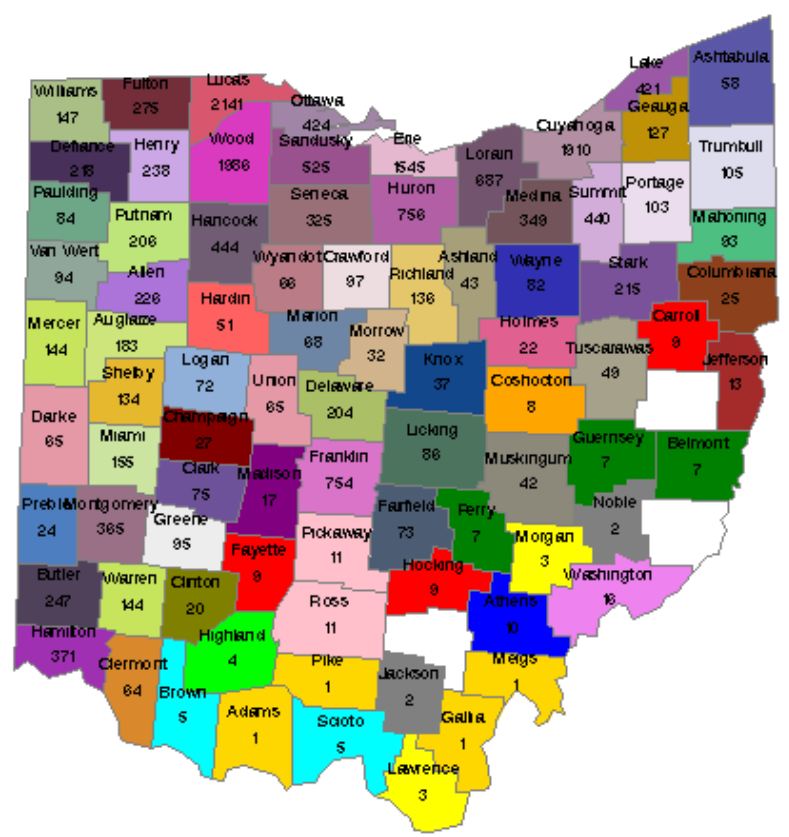 Williams
147
Fulton
275
Lucas
2141
Ottawa
424
Lake
421
Ashtabula
58
Geauga
127
Defiance
218
Henry
238
Wood
1986
Sandusky
525
Erie
1545
Lorain
687
Cuyahoga
1910
Trumbull
105
Paulding
84
Putnam
206
Hancock
444
Seneca
325
Huron
756
Medina
349
Summit
440
Portage
103
Mahoning
93
Van Wert
94
Allen
226
Wyandot
66
Crawford
97
Richland
136
Ashland
43
Wayne
82
Stark
215
Columbiana
25
Mercer
144
Auglaize
183
Hardin
51
Marion
68
Morrow
32
Holmes
22
Tuscarawas
49
Carroll
9
Jefferson
13
Shelby
134
Logan
72
Union
65
Delaware
204
Knox
37
Coshocton
8
Darke
65
Miami
155
Champaign
27
Licking
86
Muskingum
42
Guernsey
7
Belmont
7
Clark
75
Madison
17
Franklin
754
Preble
24
Montgomery
365
Greene
95
Fairfield
73
Perry
7
Noble
2
Morgan
3
Pickaway
11
Fayette
9
Hocking
9
Washington
16
Butler
247
Warren
144
Clinton
20
Ross
11
Athens
10
Hamilton
371
Clermont
64
Highland
4
Pike
1
Jackson
2
Meigs
1
Brown
5
Adams
1
Scioto
5
Gallia
1
Lawrence
3